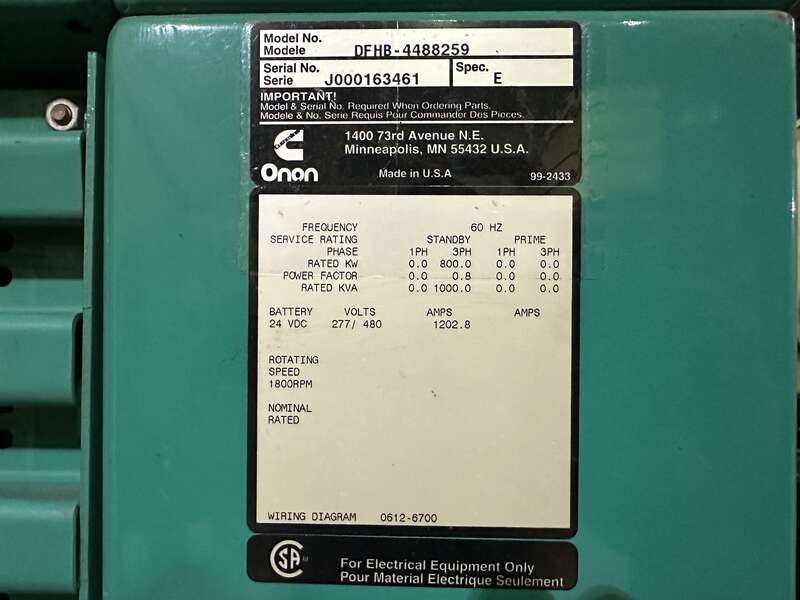 Model No.
Modele DFHB-4488259
Serial No. Spec.
Serie J000163461 E
IMPORTANT!
Model & Serial No. Required When Ordering Parts.
Modele & No. Serie Requis Pour Commander Des Pieces.
1400 73rd Avenue N.E.
Minneapolis, MN 55432 U.S.A.
Onan Made in U.S.A 99-2433
FREQUENCY 60 HZ
SERVICE RATING STANDBY PRIME
PHASE 1PH 3PH 1PH 3PH
RATED KW 0.0 800.0 0.0 0.0
POWER FACTOR 0.0 0.8 0.0 0.0
RATED KVA 0.0 1000.0 0.0 0.0
BATTERY VOLTS AMPS AMPS
24 VDC 277/ 480 1202.8
ROTATING
SPEED
1800RPM
NOMINAL
RATED
WIRING DIAGRAM 0612-6700
CSA
For Electrical Equipment Only
Pour Material Electrique Seulement